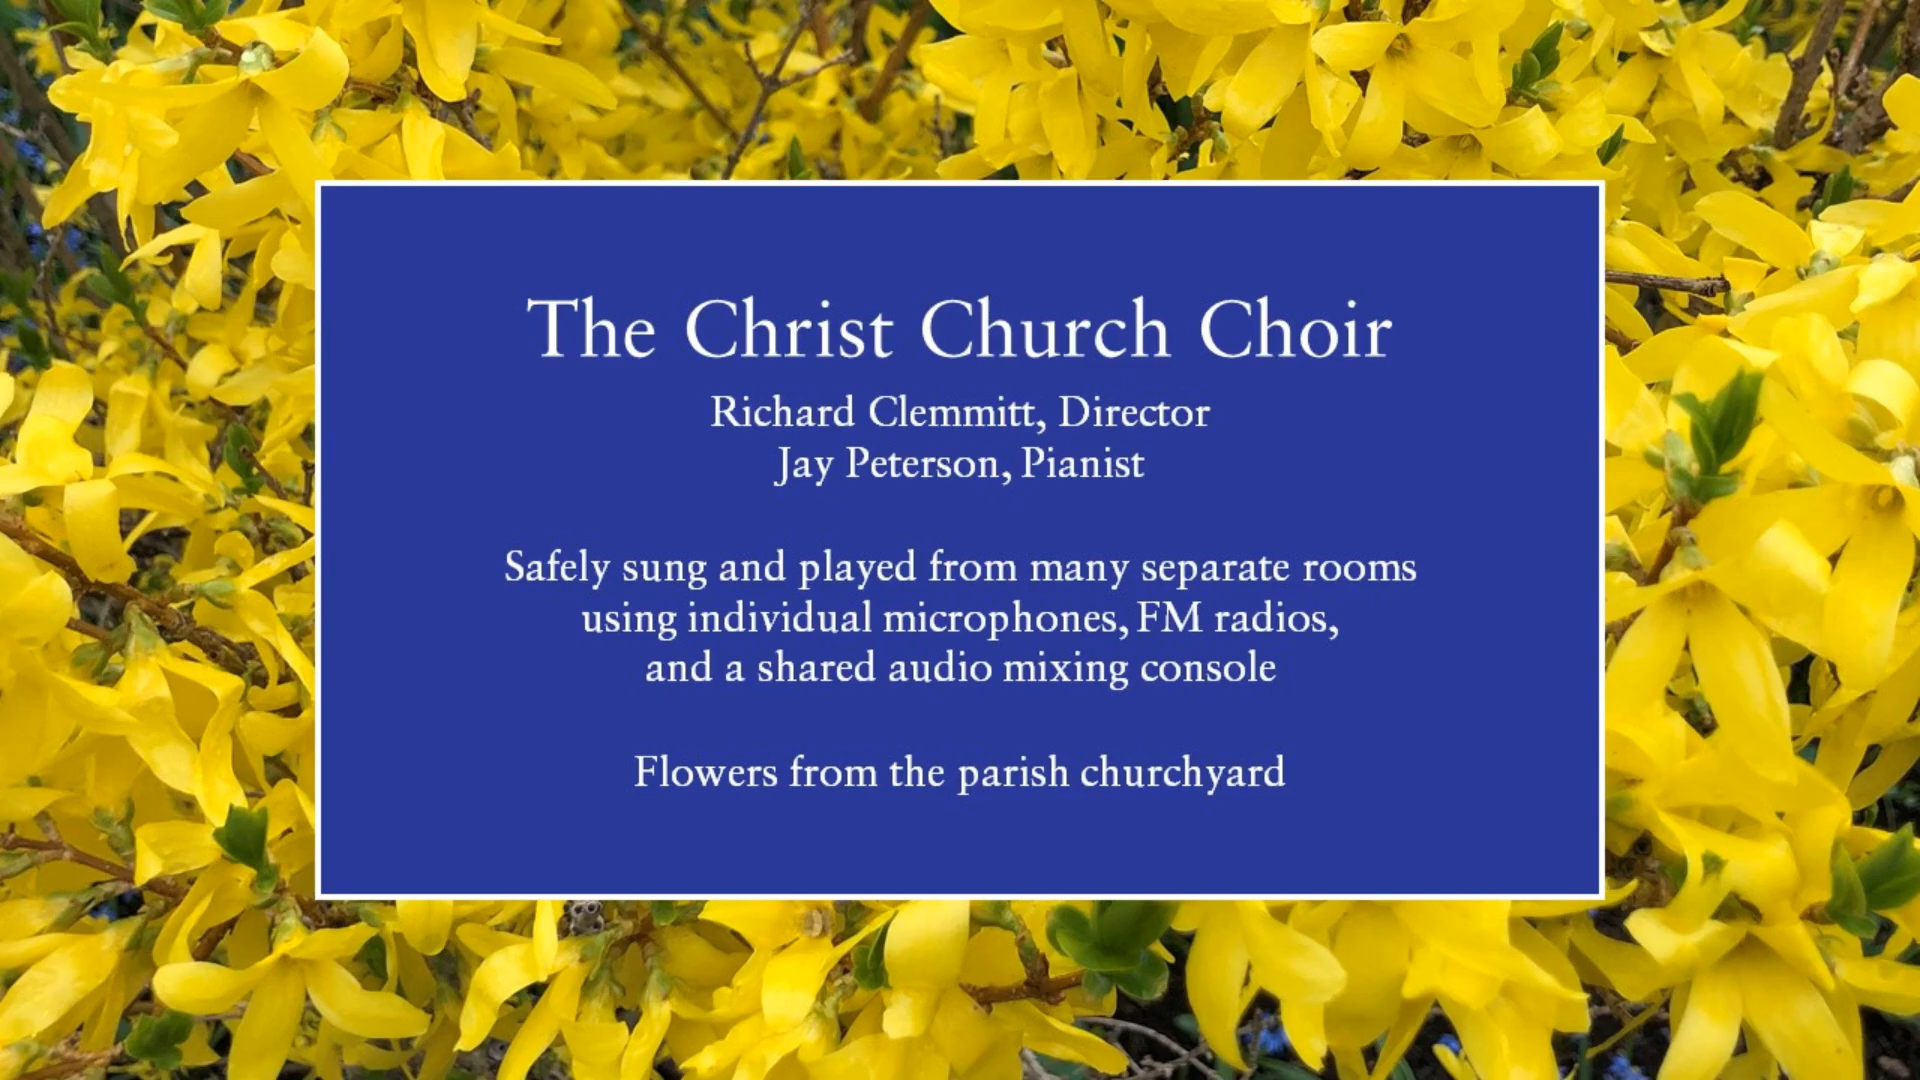 The Christ Church Choir
Richard Clemmitt, Director
Jay Peterson, Pianist
Safely sung and played from many separate rooms
using individual microphones, FM radios,
and a shared audio mixing console
Flowers from the parish churchyard